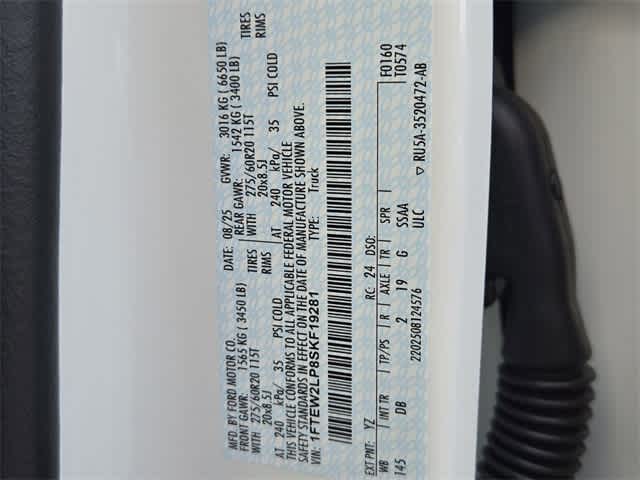 MFD. BY FORD MOTOR CO.
DATE: 08/25 GVWR: 3016 KG ( 6650 LB)
FRONT GAWR: 1565 KG ( 3450 LB) REAR GAWR: 1542 KG ( 3400 LB)
WITH 275/60R20 115T TIRES WITH 275/60R20 115T TIRES
20x8.5J RIMS 20x8.5J RIMS
AT 240 kPa/ 35 PSI COLD AT 240 kPa/ 35 PSI COLD
THIS VEHICLE CONFORMS TO ALL APPLICABLE FEDERAL MOTOR VEHICLE
SAFETY STANDARDS IN EFFECT ON THE DATE OF MANUFACTURE SHOWN ABOVE.
VIN: 1FTEW2LP8SKF19281 TYPE: Truck
F0160
T0574
EXT PNT: YZ RC: 24 DSO:
WB INT TR TP/PS R AXLE TR SPR
145 DB 2 19 G SSAA
2202508124576 ULC ▽ RU5A-3520472-AB